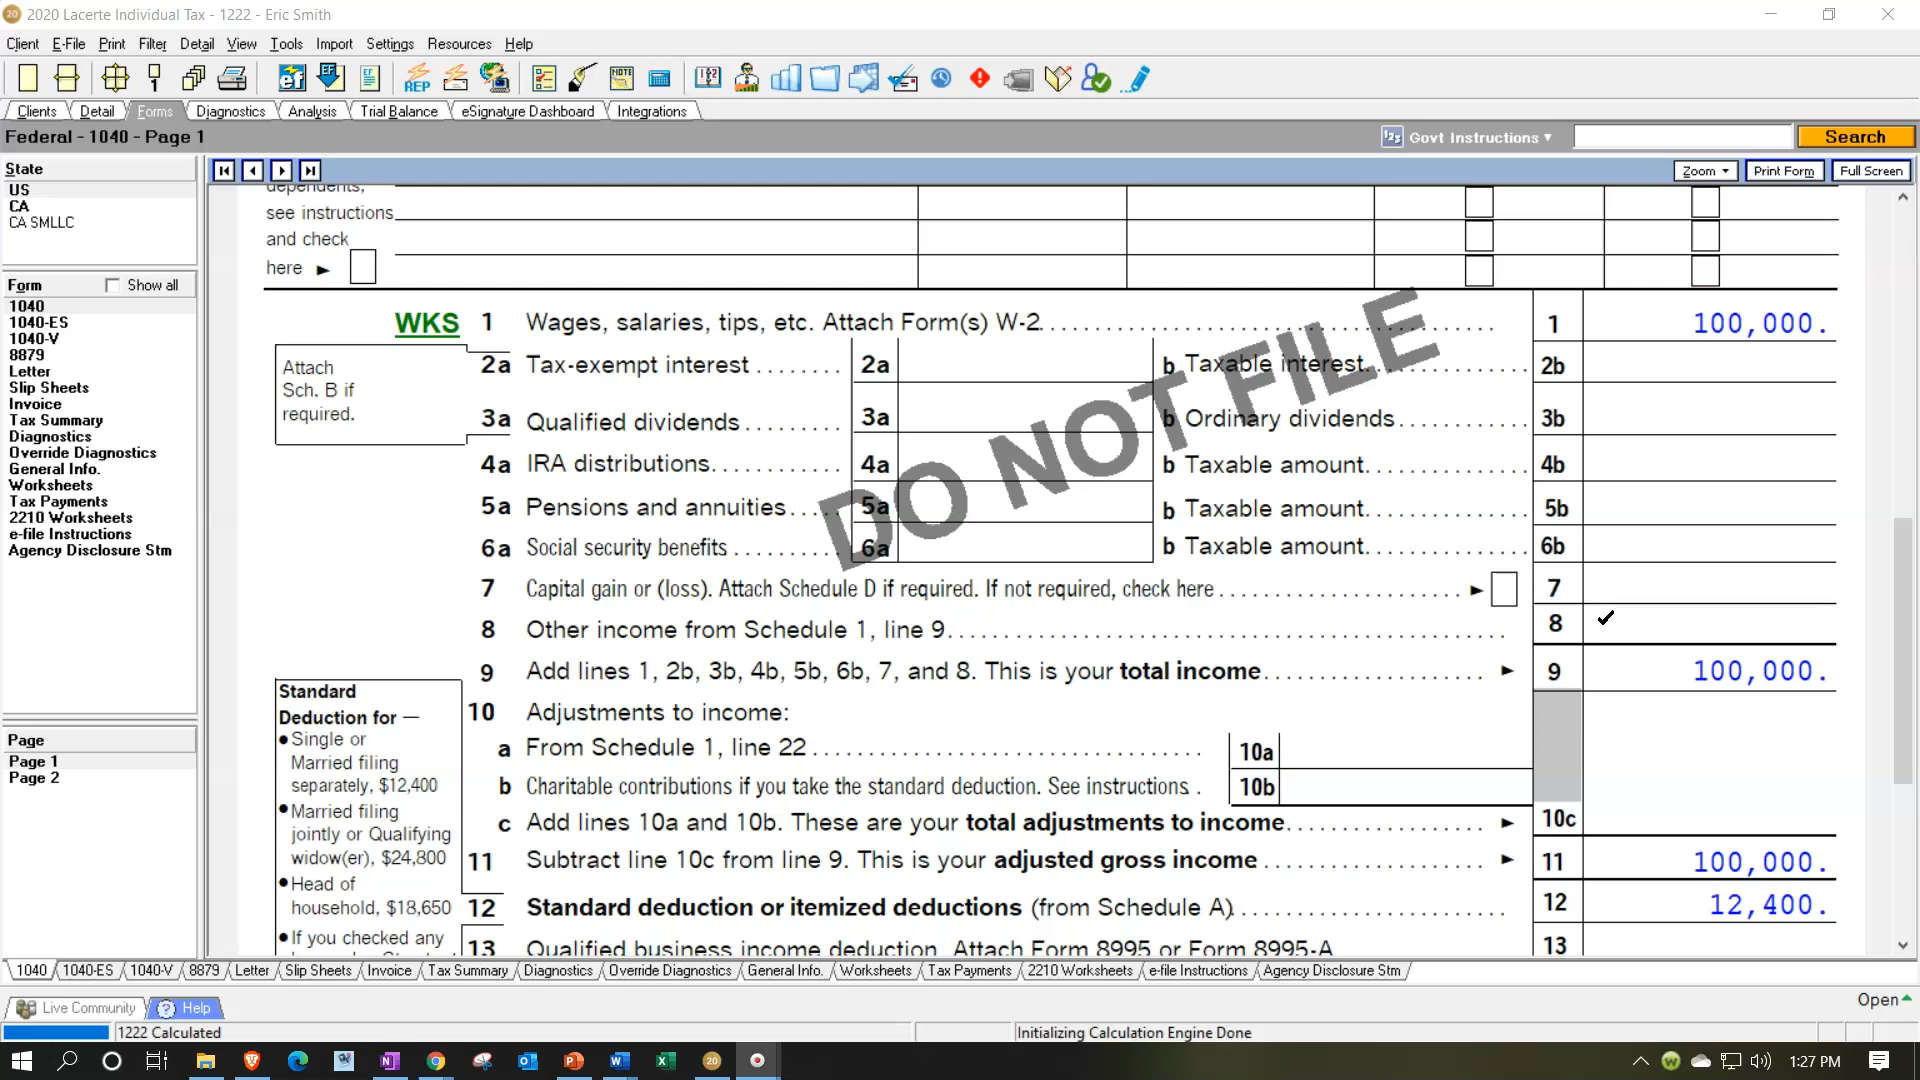 2020 Lacerte Individual Tax - 1222 - Eric Smith
Client E-File Print Filter Detail View Tools Import Settings Resources Help
Clients Detail Forms Diagnostics Analysis Trial Balance eSignature Dashboard Integrations
Federal - 1040 - Page 1 Govt Instructions Search
State
US
CA
CA SMLLC
Form Show all
1040
1040-ES
1040-V
8879
Letter
Slip Sheets
Invoice
Tax Summary
Diagnostics
Override Diagnostics
General Info.
Worksheets
Tax Payments
2210 Worksheets
e-file Instructions
Agency Disclosure Stm
Page
Page 1
Page 2
Zoom Print Form Full Screen
dependents,
see instructions
and check
here
WKS 1 Wages, salaries, tips, etc. Attach Form(s) W-2 1 100,000.
Attach
Sch. B if
required.
2a Tax-exempt interest 2a b Taxable interest 2b
3a Qualified dividends 3a b Ordinary dividends 3b
4a IRA distributions 4a b Taxable amount 4b
5a Pensions and annuities 5a b Taxable amount 5b
6a Social security benefits 6a b Taxable amount 6b
DO NOT FILE
7 Capital gain or (loss). Attach Schedule D if required. If not required, check here 7
8 Other income from Schedule 1, line 9 8
9 Add lines 1, 2b, 3b, 4b, 5b, 6b, 7, and 8. This is your total income 9 100,000.
Standard
Deduction for —
• Single or
Married filing
separately, $12,400
• Married filing
jointly or Qualifying
widow(er), $24,800
• Head of
household, $18,650
• If you checked any
10 Adjustments to income:
a From Schedule 1, line 22 10a
b Charitable contributions if you take the standard deduction. See instructions 10b
c Add lines 10a and 10b. These are your total adjustments to income 10c
11 Subtract line 10c from line 9. This is your adjusted gross income 11 100,000.
12 Standard deduction or itemized deductions (from Schedule A) 12 12,400.
13 Qualified business income deduction. Attach Form 8995 or Form 8995-A 13
1040 1040-ES 1040-V 8879 Letter Slip Sheets Invoice Tax Summary Diagnostics Override Diagnostics General Info. Worksheets Tax Payments 2210 Worksheets e-file Instructions Agency Disclosure Stm
Live Community Help Open
1222 Calculated Initializing Calculation Engine Done
1:27 PM